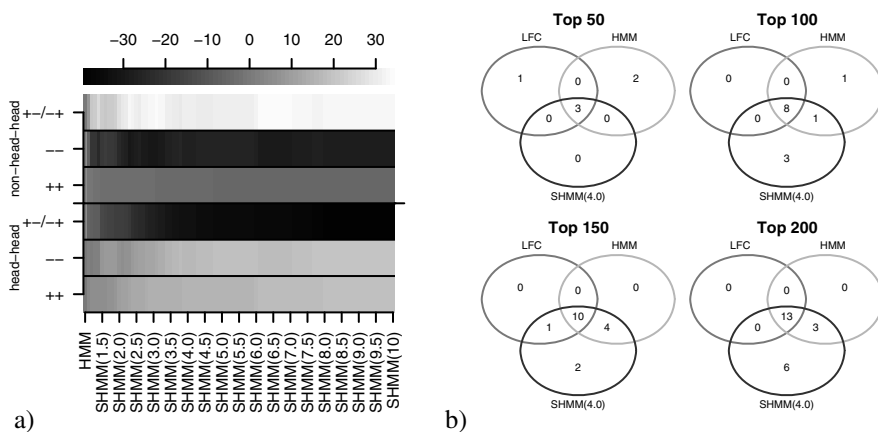 −30 −20 −10 0 10 20 30
non−head−head
+−/−+
−−
++
head−head
+−/−+
−−
++
HMM
SHMM(1.5)
SHMM(2.0)
SHMM(2.5)
SHMM(3.0)
SHMM(3.5)
SHMM(4.0)
SHMM(4.5)
SHMM(5.0)
SHMM(5.5)
SHMM(6.0)
SHMM(6.5)
SHMM(7.0)
SHMM(7.5)
SHMM(8.0)
SHMM(8.5)
SHMM(9.0)
SHMM(9.5)
SHMM(10)
a)
Top 50
LFC HMM
1 0 2
3
0 0
0
SHMM(4.0)
Top 100
LFC HMM
0 0 1
8
0 1
3
SHMM(4.0)
Top 150
LFC HMM
0 0 0
10
1 4
2
SHMM(4.0)
Top 200
LFC HMM
0 0 0
13
0 3
6
SHMM(4.0)
b)